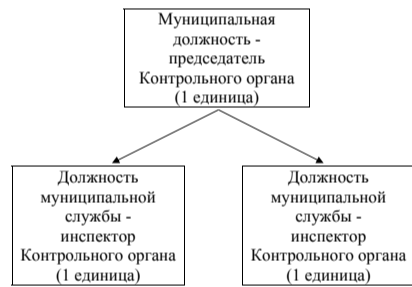 Муниципальная
должность -
председатель
Контрольного органа
(1 единица)
Должность
муниципальной
службы -
инспектор
Контрольного органа
(1 единица)
Должность
муниципальной
службы -
инспектор
Контрольного органа
(1 единица)